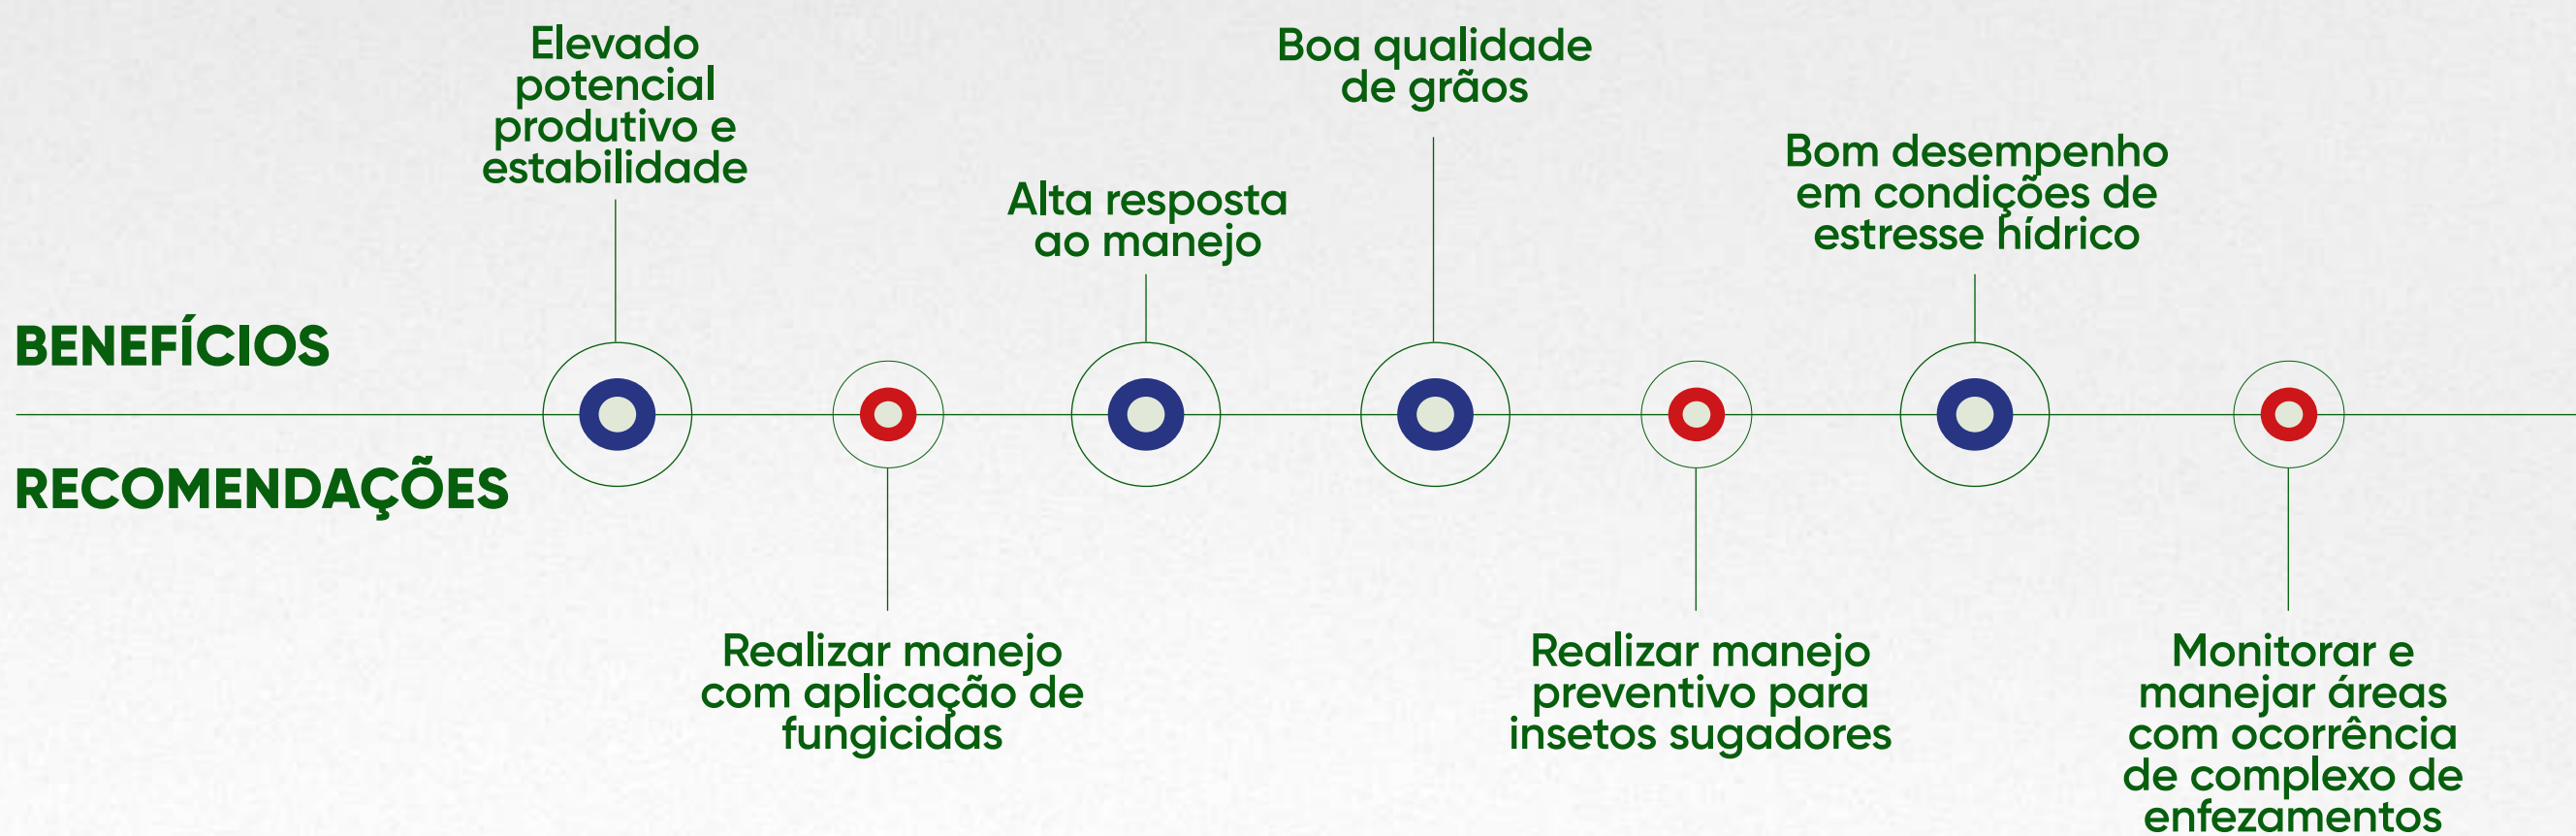 BENEFÍCIOS
Elevado
potencial
produtivo e
estabilidade
Alta resposta
ao manejo
Boa qualidade
de grãos
Bom desempenho
em condições de
estresse hídrico
RECOMENDAÇÕES
Realizar manejo
com aplicação de
fungicidas
Realizar manejo
preventivo para
insetos sugadores
Monitorar e
manejar áreas
com ocorrência
de complexo de
enfezamentos